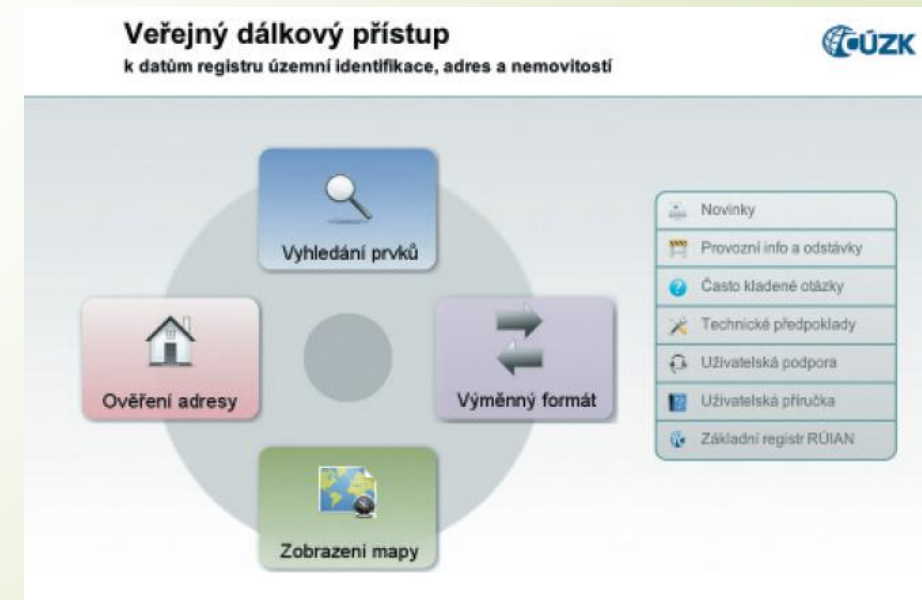 Veřejný dálkový přístup
k datům registru územní identifikace, adres a nemovitostí
ČÚZK
Vyhledání prvků
Ověření adresy
Výměnný formát
Zobrazení mapy
Novinky
Provozní info a odstávky
Často kladené otázky
Technické předpoklady
Uživatelská podpora
Uživatelská příručka
Základní registr RÚIAN